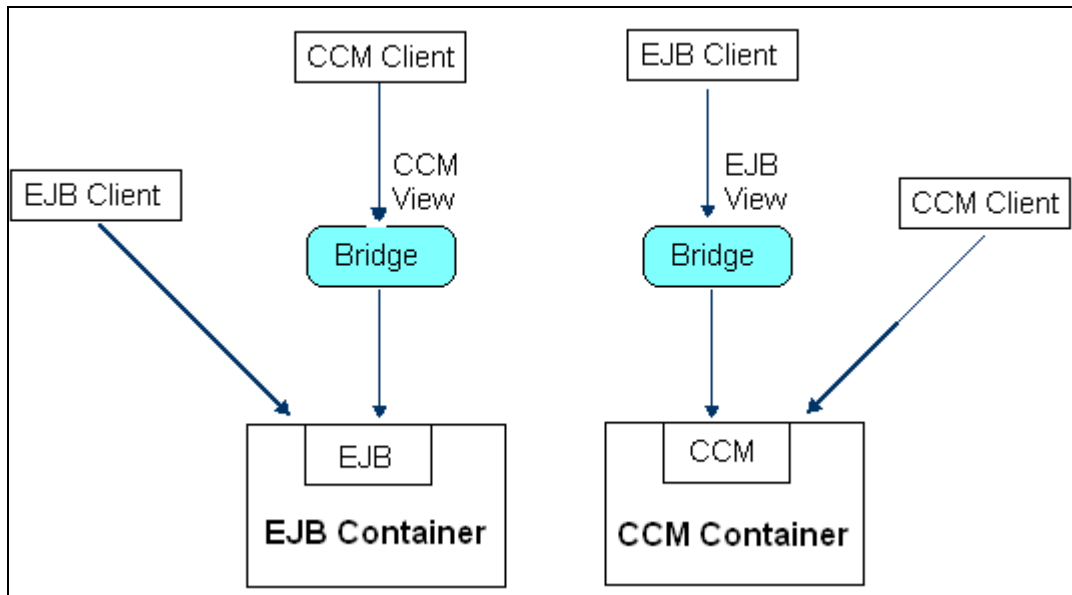 CCM Client
EJB Client
CCM
View
EJB
View
EJB Client
CCM Client
Bridge
Bridge
EJB
CCM
EJB Container
CCM Container